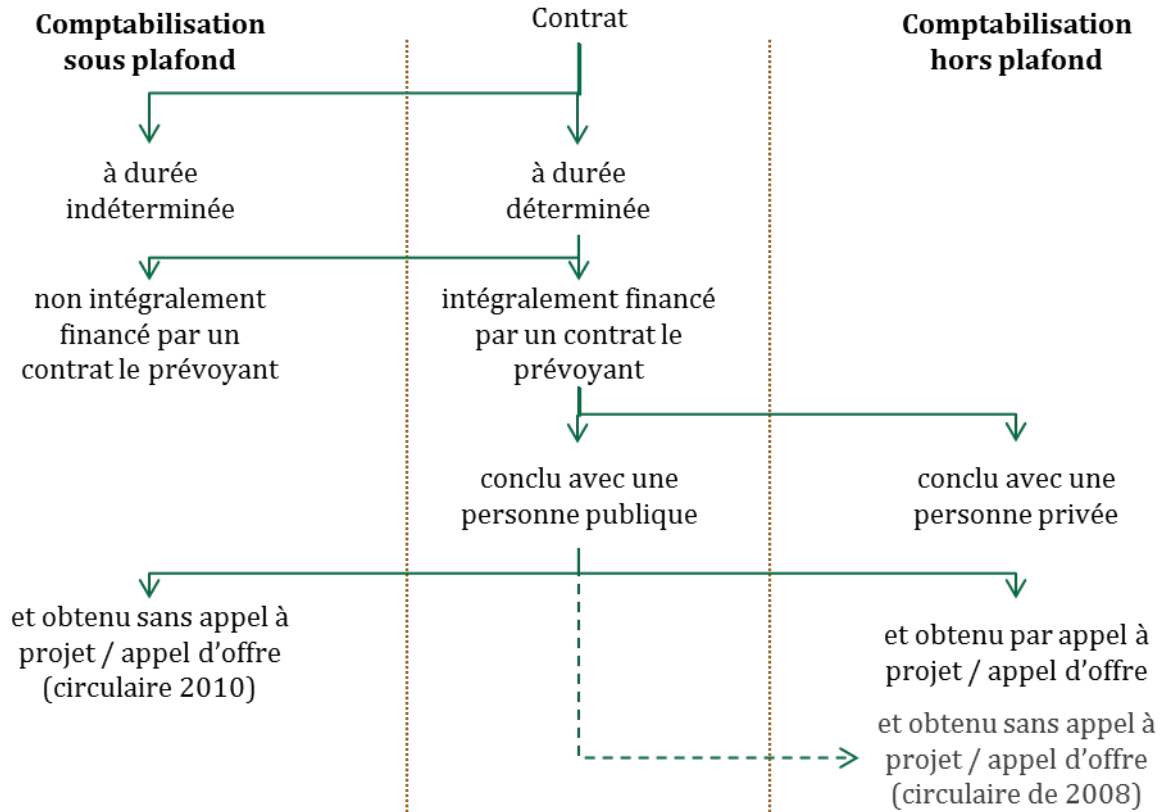 Comptabilisation
sous plafond
Contrat
Comptabilisation
hors plafond
à durée
indéterminée
à durée
déterminée
non intégralement
financé par un
contrat le prévoyant
intégralement financé
par un contrat le
prévoyant
conclu avec une
personne publique
conclu avec une
personne privée
et obtenu sans appel à
projet / appel d’offre
(circulaire 2010)
et obtenu par appel à
projet / appel d’offre
et obtenu sans appel à
projet / appel d’offre
(circulaire de 2008)